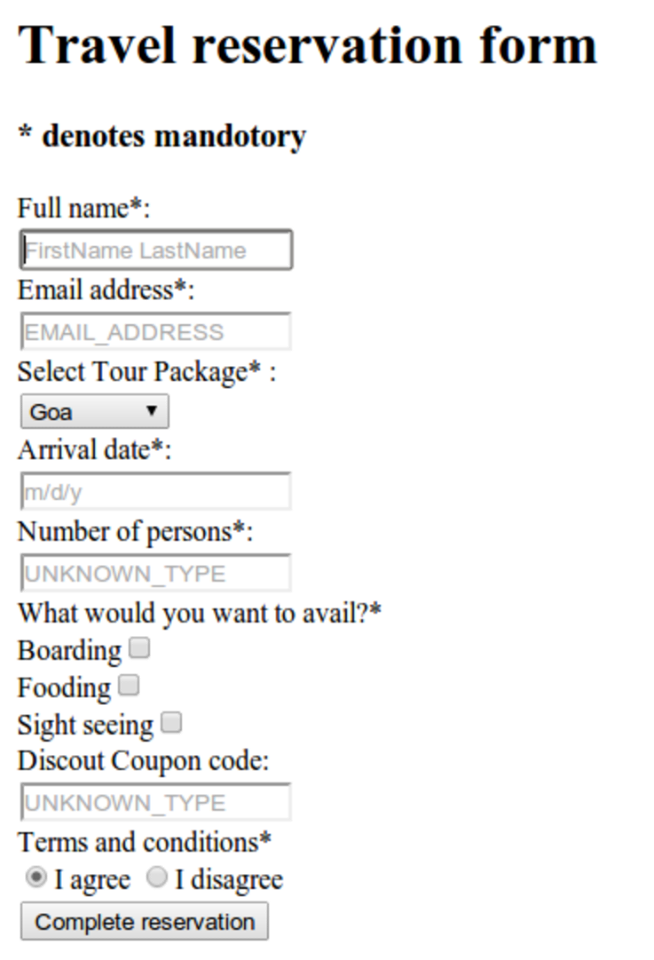 Travel reservation form
* denotes mandotory
Full name*:
FirstName LastName
Email address*:
EMAIL_ADDRESS
Select Tour Package* :
Goa
Arrival date*:
m/d/y
Number of persons*:
UNKNOWN_TYPE
What would you want to avail?*
Boarding
Fooding
Sight seeing
Discout Coupon code:
UNKNOWN_TYPE
Terms and conditions*
I agree I disagree
Complete reservation